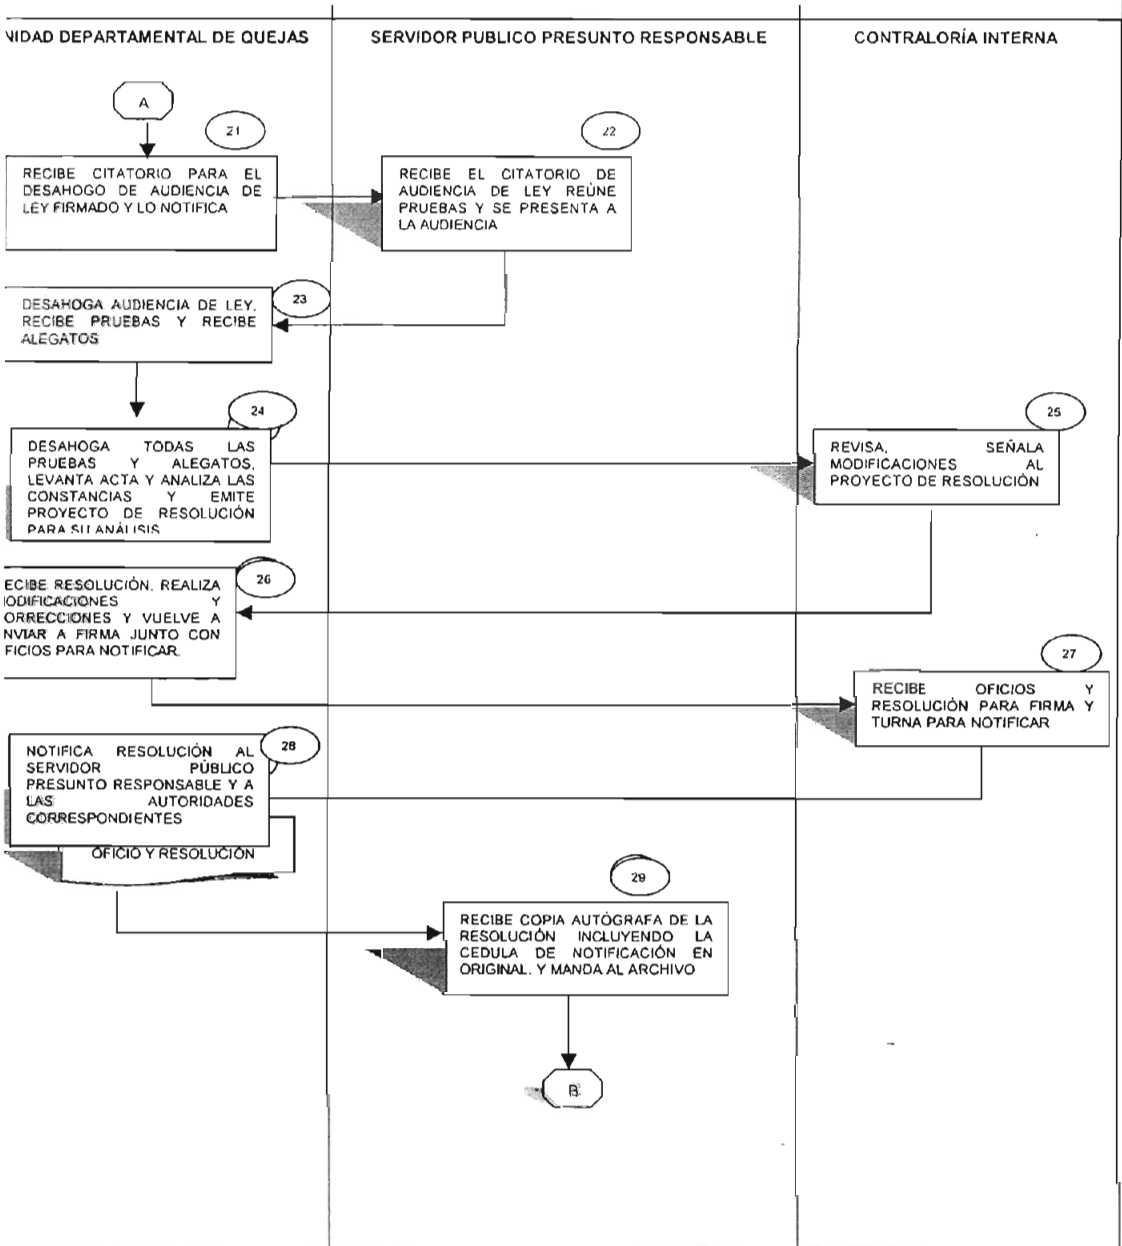 NIDAD DEPARTAMENTAL DE QUEJAS
SERVIDOR PUBLICO PRESUNTO RESPONSABLE
CONTRALORÍA INTERNA
A
21
RECIBE CITATORIO PARA EL
DESAHOGO DE AUDIENCIA DE
LEY FIRMADO Y LO NOTIFICA
22
RECIBE EL CITATORIO DE
AUDIENCIA DE LEY REÚNE
PRUEBAS Y SE PRESENTA A
LA AUDIENCIA
23
DESAHOGA AUDIENCIA DE LEY,
RECIBE PRUEBAS Y RECIBE
ALEGATOS
24
DESAHOGA TODAS LAS
PRUEBAS Y ALEGATOS,
LEVANTA ACTA Y ANALIZA LAS
CONSTANCIAS Y EMITE
PROYECTO DE RESOLUCIÓN
PARA SU ANÁLISIS
25
REVISA, SEÑALA
MODIFICACIONES AL
PROYECTO DE RESOLUCIÓN
26
ECIBE RESOLUCIÓN, REALIZA
ODIFICACIONES Y
ORRECCIONES Y VUELVE A
NVIAR A FIRMA JUNTO CON
FICIOS PARA NOTIFICAR.
27
RECIBE OFICIOS Y
RESOLUCIÓN PARA FIRMA Y
TURNA PARA NOTIFICAR
28
NOTIFICA RESOLUCIÓN AL
SERVIDOR PÚBLICO
PRESUNTO RESPONSABLE Y A
LAS AUTORIDADES
CORRESPONDIENTES
OFICIO Y RESOLUCIÓN
29
RECIBE COPIA AUTÓGRAFA DE LA
RESOLUCIÓN INCLUYENDO LA
CEDULA DE NOTIFICACIÓN EN
ORIGINAL. Y MANDA AL ARCHIVO
B